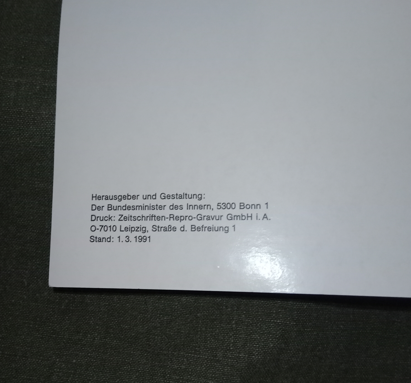 Herausgeber und Gestaltung:
Der Bundesminister des Innern, 5300 Bonn 1
Druck: Zeitschriften-Repro-Gravur GmbH i. A.
O-7010 Leipzig, Straße d. Befreiung 1
Stand: 1. 3. 1991